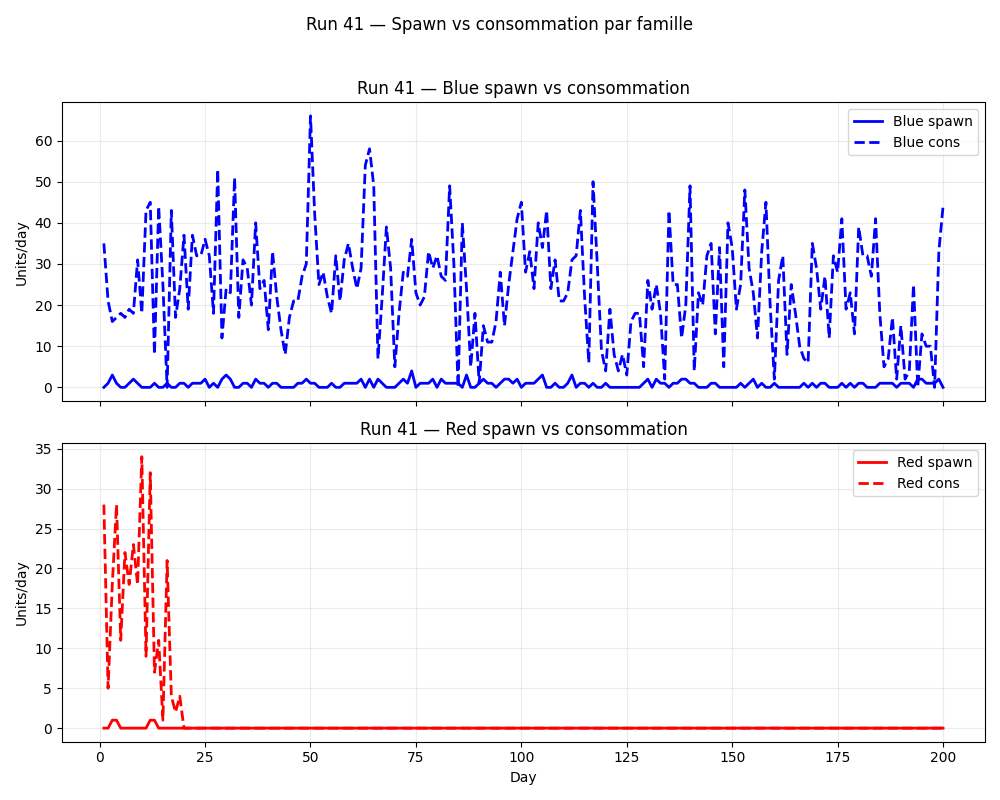 Run 41 — Spawn vs consommation par famille
Run 41 — Blue spawn vs consommation
Blue spawn
Blue cons
Units/day
60
50
40
30
20
10
0
Run 41 — Red spawn vs consommation
Red spawn
Red cons
Units/day
35
30
25
20
15
10
5
0
0 25 50 75 100 125 150 175 200
Day